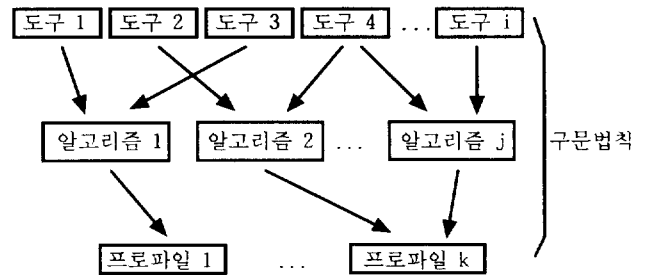 도구 1 도구 2 도구 3 도구 4 ... 도구 i
알고리즘 1 알고리즘 2 ... 알고리즘 j 구문법칙
프로파일 1 ... 프로파일 k